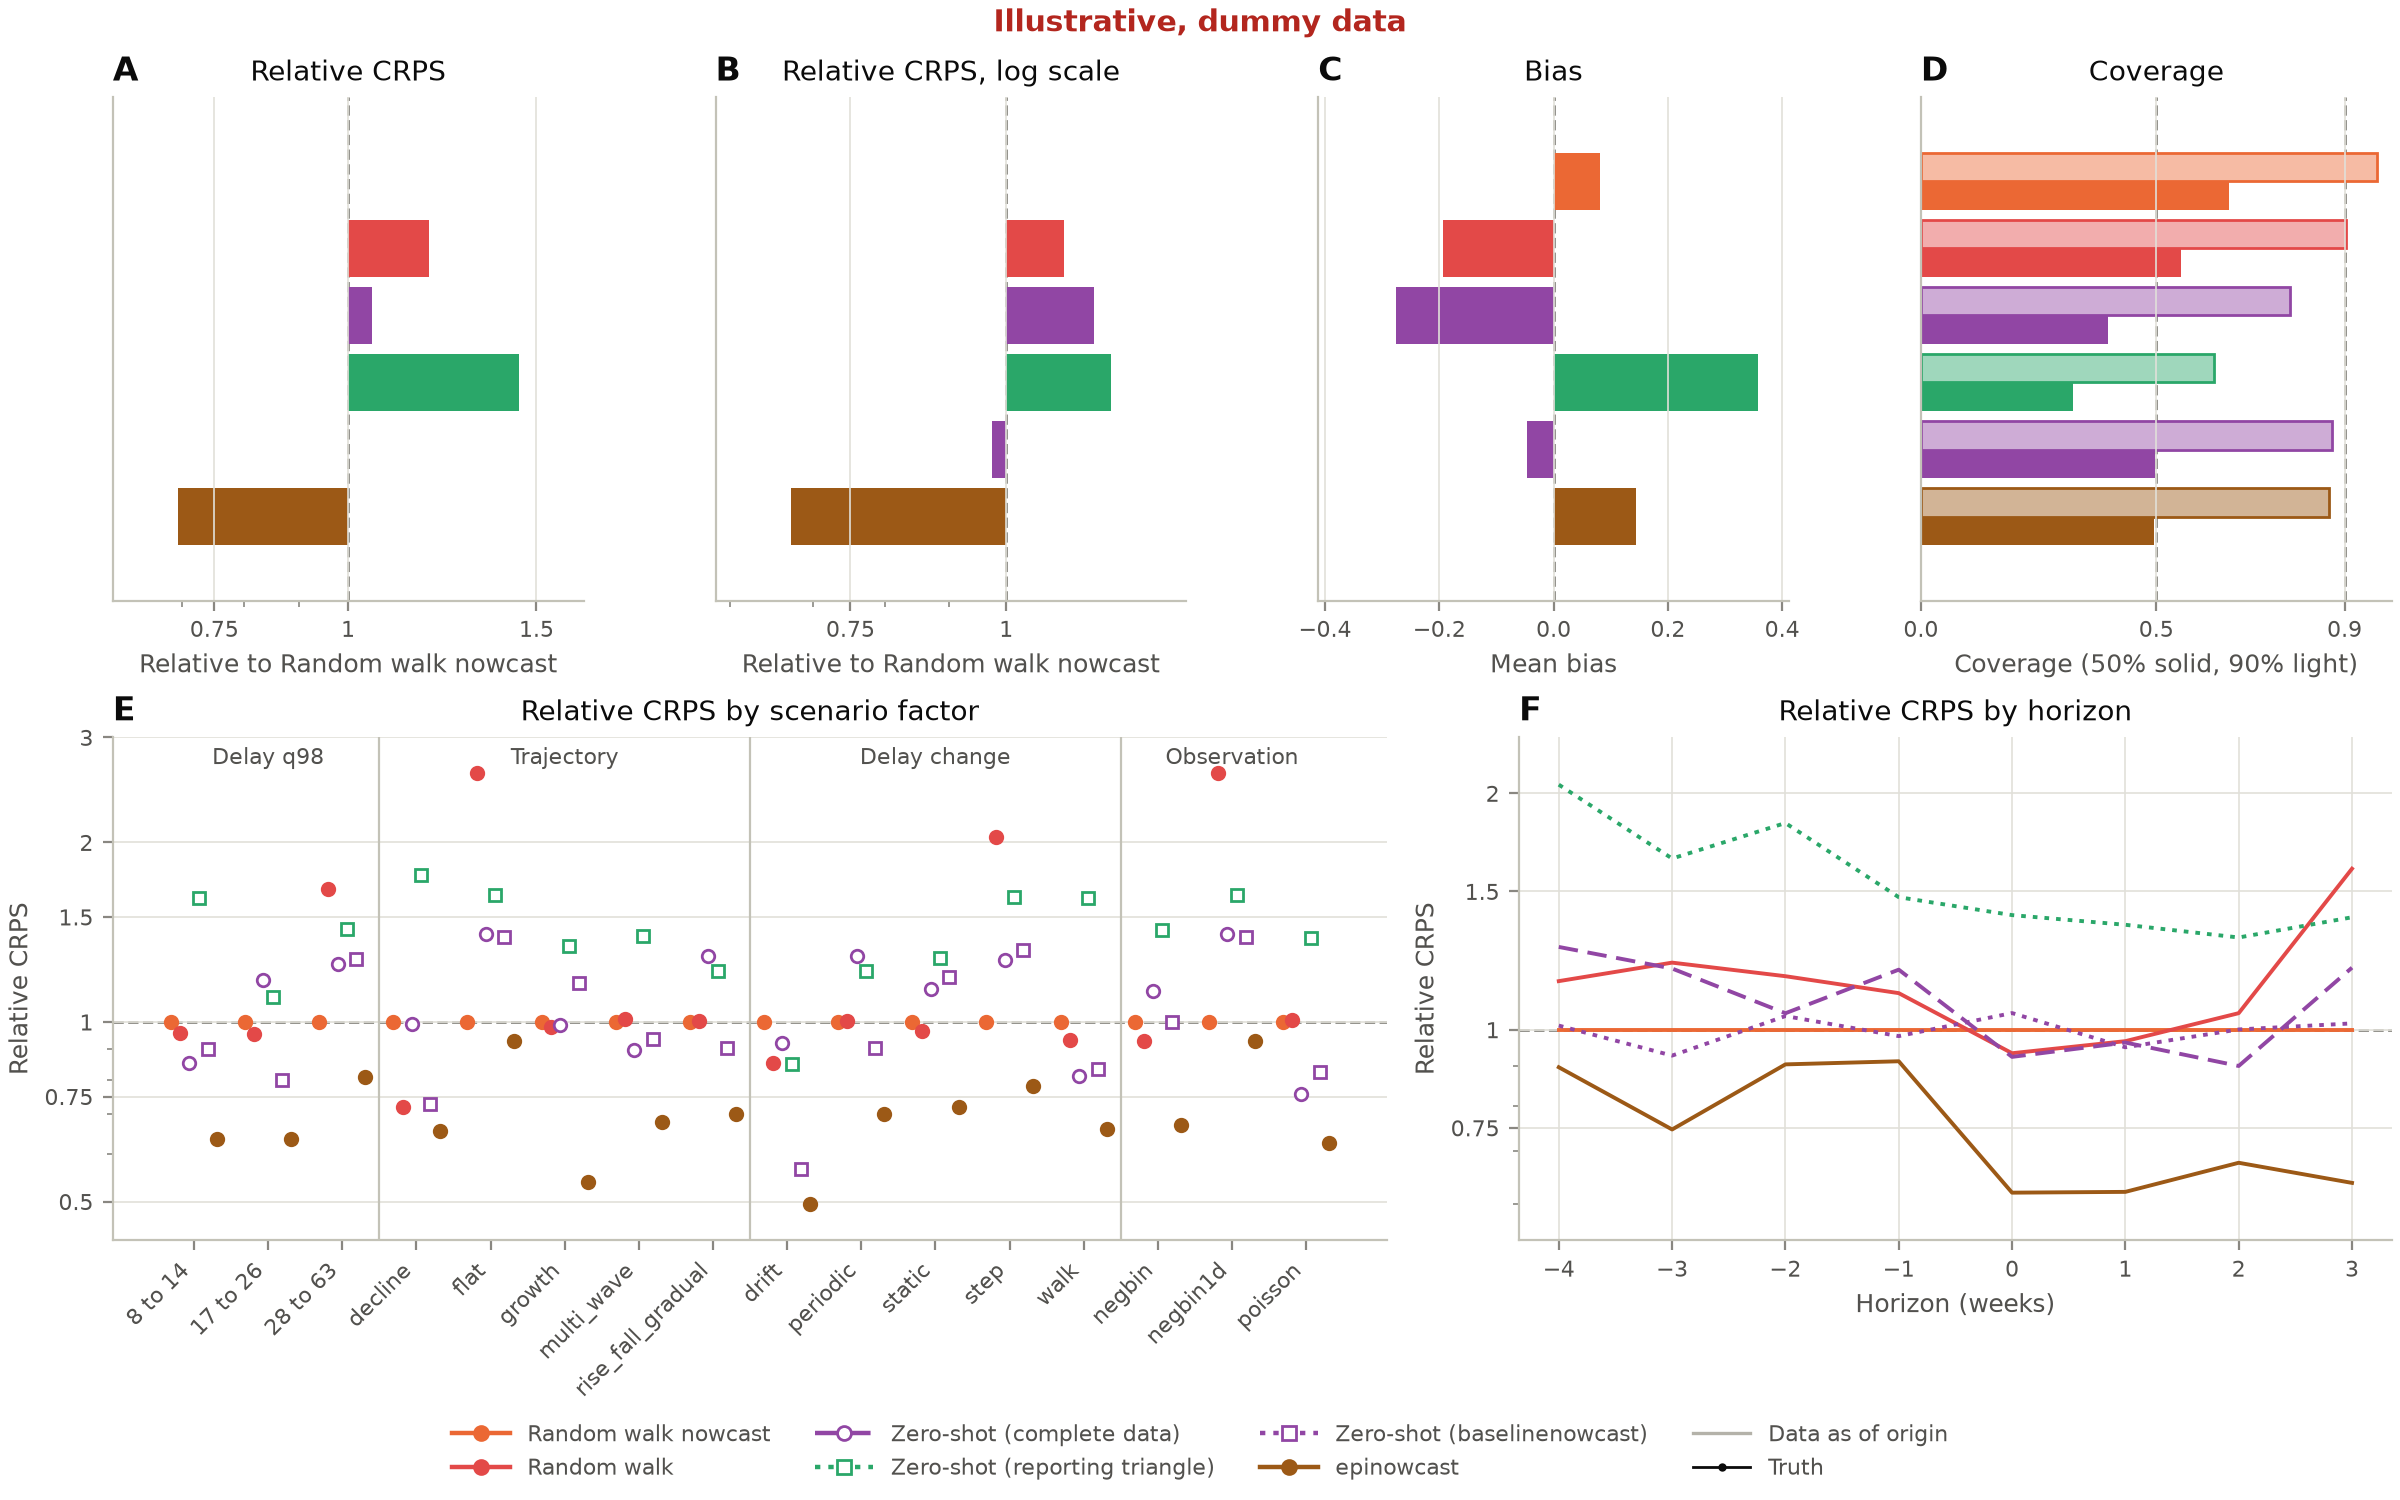 Illustrative, dummy data
A
Relative CRPS
0.75
1
1.5
Relative to Random walk nowcast
B
Relative CRPS, log scale
0.75
1
Relative to Random walk nowcast
C
Bias
−0.4
−0.2
0.0
0.2
0.4
Mean bias
D
Coverage
0.0
0.5
0.9
Coverage (50% solid, 90% light)
E
Relative CRPS by scenario factor
Delay q98
Trajectory
Delay change
Observation
3
2
1.5
1
0.75
0.5
Relative CRPS
8 to 14
17 to 26
28 to 63
decline
flat
growth
multi_wave
rise_fall_gradual
drift
periodic
static
step
walk
negbin
negbin1d
poisson
F
Relative CRPS by horizon
2
1.5
1
0.75
Relative CRPS
−4
−3
−2
−1
0
1
2
3
Horizon (weeks)
Random walk nowcast
Random walk
Zero-shot (complete data)
Zero-shot (reporting triangle)
Zero-shot (baselinenowcast)
epinowcast
Data as of origin
Truth